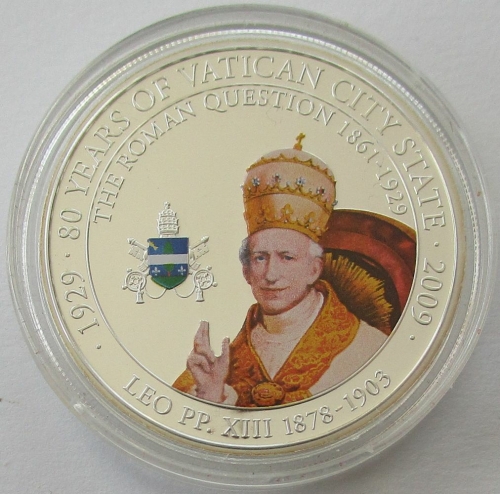 · 1929 · 80 YEARS OF VATICAN CITY STATE · 2009 ·
THE ROMAN QUESTION 1861-1929
LEO PP. XIII 1878-1903